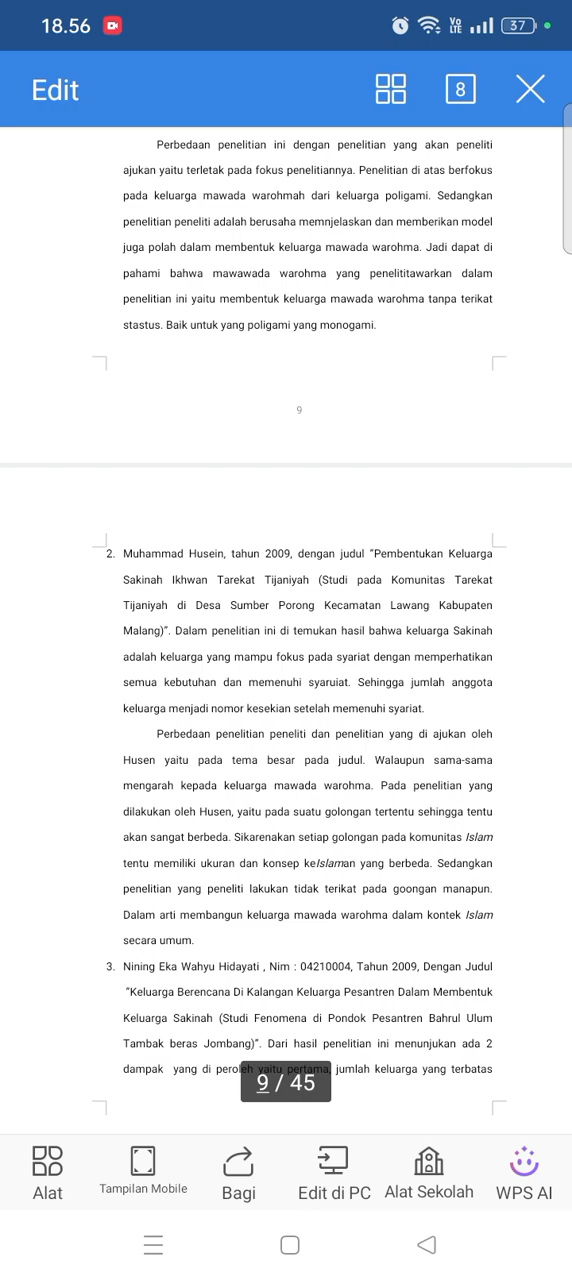 18.56
Vo LTE 37
Edit
8
Perbedaan penelitian ini dengan penelitian yang akan peneliti
ajukan yaitu terletak pada fokus penelitiannya. Penelitian di atas berfokus
pada keluarga mawada warohmah dari keluarga poligami. Sedangkan
penelitian peneliti adalah berusaha memnjelaskan dan memberikan model
juga polah dalam membentuk keluarga mawada warohma. Jadi dapat di
pahami bahwa mawawada warohma yang penelititawarkan dalam
penelitian ini yaitu membentuk keluarga mawada warohma tanpa terikat
stastus. Baik untuk yang poligami yang monogami.
9
2. Muhammad Husein, tahun 2009, dengan judul “Pembentukan Keluarga
Sakinah Ikhwan Tarekat Tijaniyah (Studi pada Komunitas Tarekat
Tijaniyah di Desa Sumber Porong Kecamatan Lawang Kabupaten
Malang)”. Dalam penelitian ini di temukan hasil bahwa keluarga Sakinah
adalah keluarga yang mampu fokus pada syariat dengan memperhatikan
semua kebutuhan dan memenuhi syaruiat. Sehingga jumlah anggota
keluarga menjadi nomor kesekian setelah memenuhi syariat.
Perbedaan penelitian peneliti dan penelitian yang di ajukan oleh
Husen yaitu pada tema besar pada judul. Walaupun sama-sama
mengarah kepada keluarga mawada warohma. Pada penelitian yang
dilakukan oleh Husen, yaitu pada suatu golongan tertentu sehingga tentu
akan sangat berbeda. Sikarenakan setiap golongan pada komunitas Islam
tentu memiliki ukuran dan konsep keIslaman yang berbeda. Sedangkan
penelitian yang peneliti lakukan tidak terikat pada goongan manapun.
Dalam arti membangun keluarga mawada warohma dalam kontek Islam
secara umum.
3. Nining Eka Wahyu Hidayati , Nim : 04210004, Tahun 2009, Dengan Judul
“Keluarga Berencana Di Kalangan Keluarga Pesantren Dalam Membentuk
Keluarga Sakinah (Studi Fenomena di Pondok Pesantren Bahrul Ulum
Tambak beras Jombang)”. Dari hasil penelitian ini menunjukan ada 2
dampak yang di peroleh yaitu pertama, jumlah keluarga yang terbatas
9 / 45
Alat
Tampilan Mobile
Bagi
Edit di PC
Alat Sekolah
WPS AI